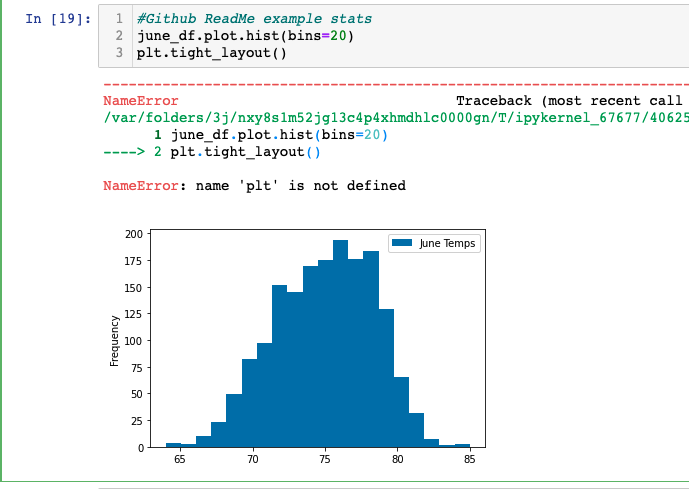 In [19]:
1 #Github ReadMe example stats
2 june_df.plot.hist(bins=20)
3 plt.tight_layout()
---------------------------------------------------------------------------
NameError Traceback (most recent call
/var/folders/3j/nxy8s1m52jg13c4p4xhmdhlc0000gn/T/ipykernel_67677/40625
1 june_df.plot.hist(bins=20)
----> 2 plt.tight_layout()
NameError: name 'plt' is not defined
June Temps
Frequency
200
175
150
125
100
75
50
25
0
65 70 75 80 85